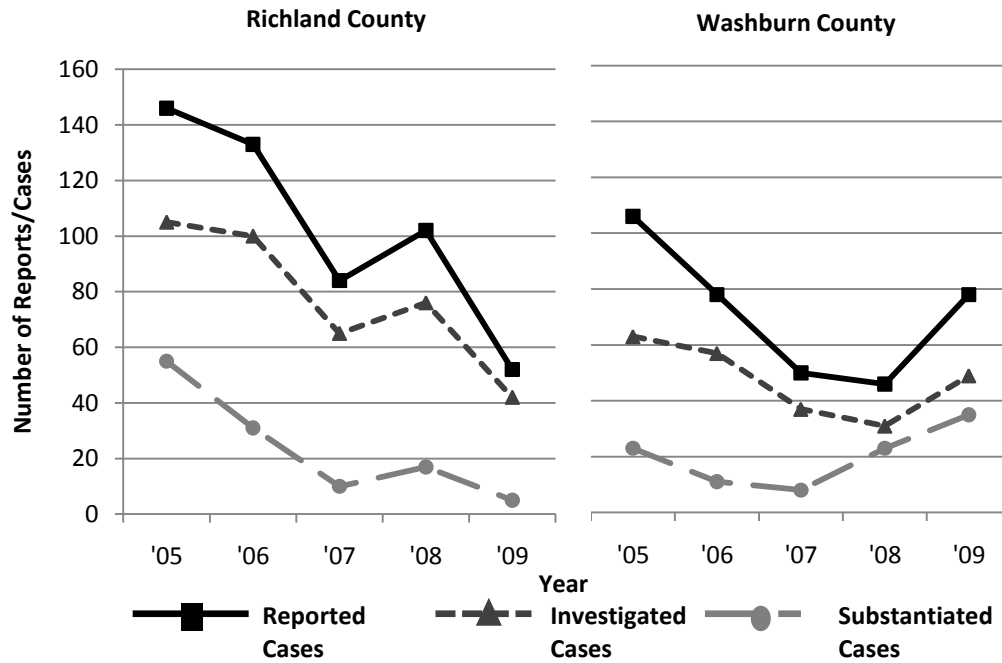 Richland County
Washburn County
Number of Reports/Cases
160
140
120
100
80
60
40
20
0
'05 '06 '07 '08 '09
'05 '06 '07 '08 '09
Year
Reported
Cases
Investigated
Cases
Substantiated
Cases